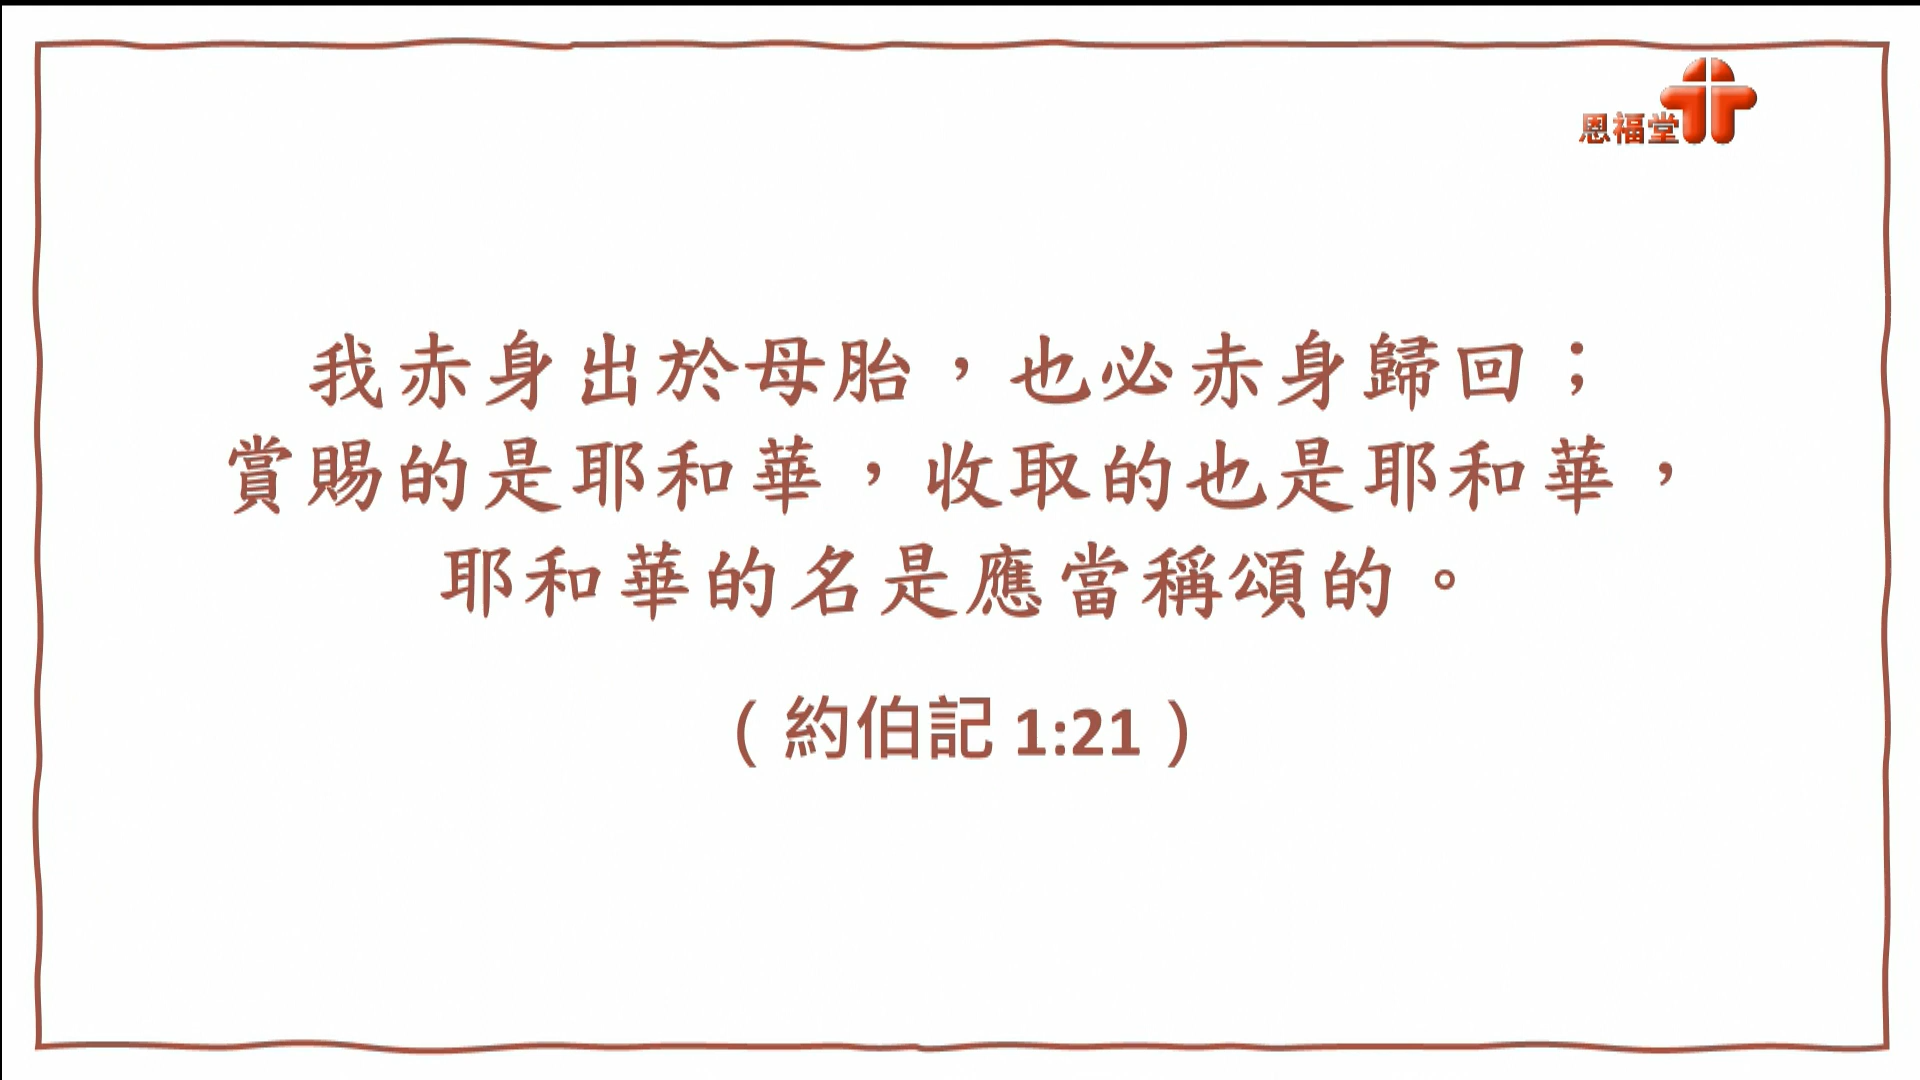 恩福堂
我赤身出於母胎，也必赤身歸回；
賞賜的是耶和華，收取的也是耶和華，
耶和華的名是應當稱頌的。
（約伯記 1:21）